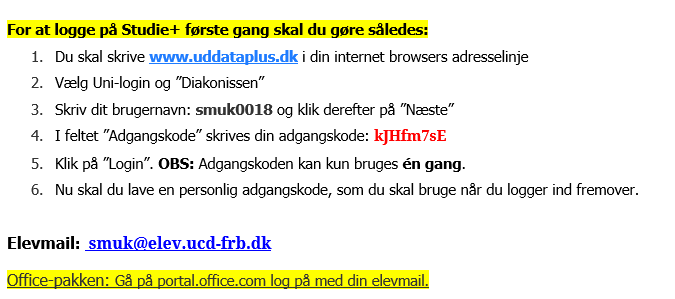 For at logge på Studie+ første gang skal du gøre således:
1. Du skal skrive www.uddataplus.dk i din internet browsers adresselinje
2. Vælg Uni-login og ”Diakonissen”
3. Skriv dit brugernavn: smuk0018 og klik derefter på ”Næste”
4. I feltet ”Adgangskode” skrives din adgangskode: kJHfm7sE
5. Klik på ”Login”. OBS: Adgangskoden kan kun bruges én gang.
6. Nu skal du lave en personlig adgangskode, som du skal bruge når du logger ind fremover.
Elevmail: smuk@elev.ucd-frb.dk
Office-pakken: Gå på portal.office.com log på med din elevmail.